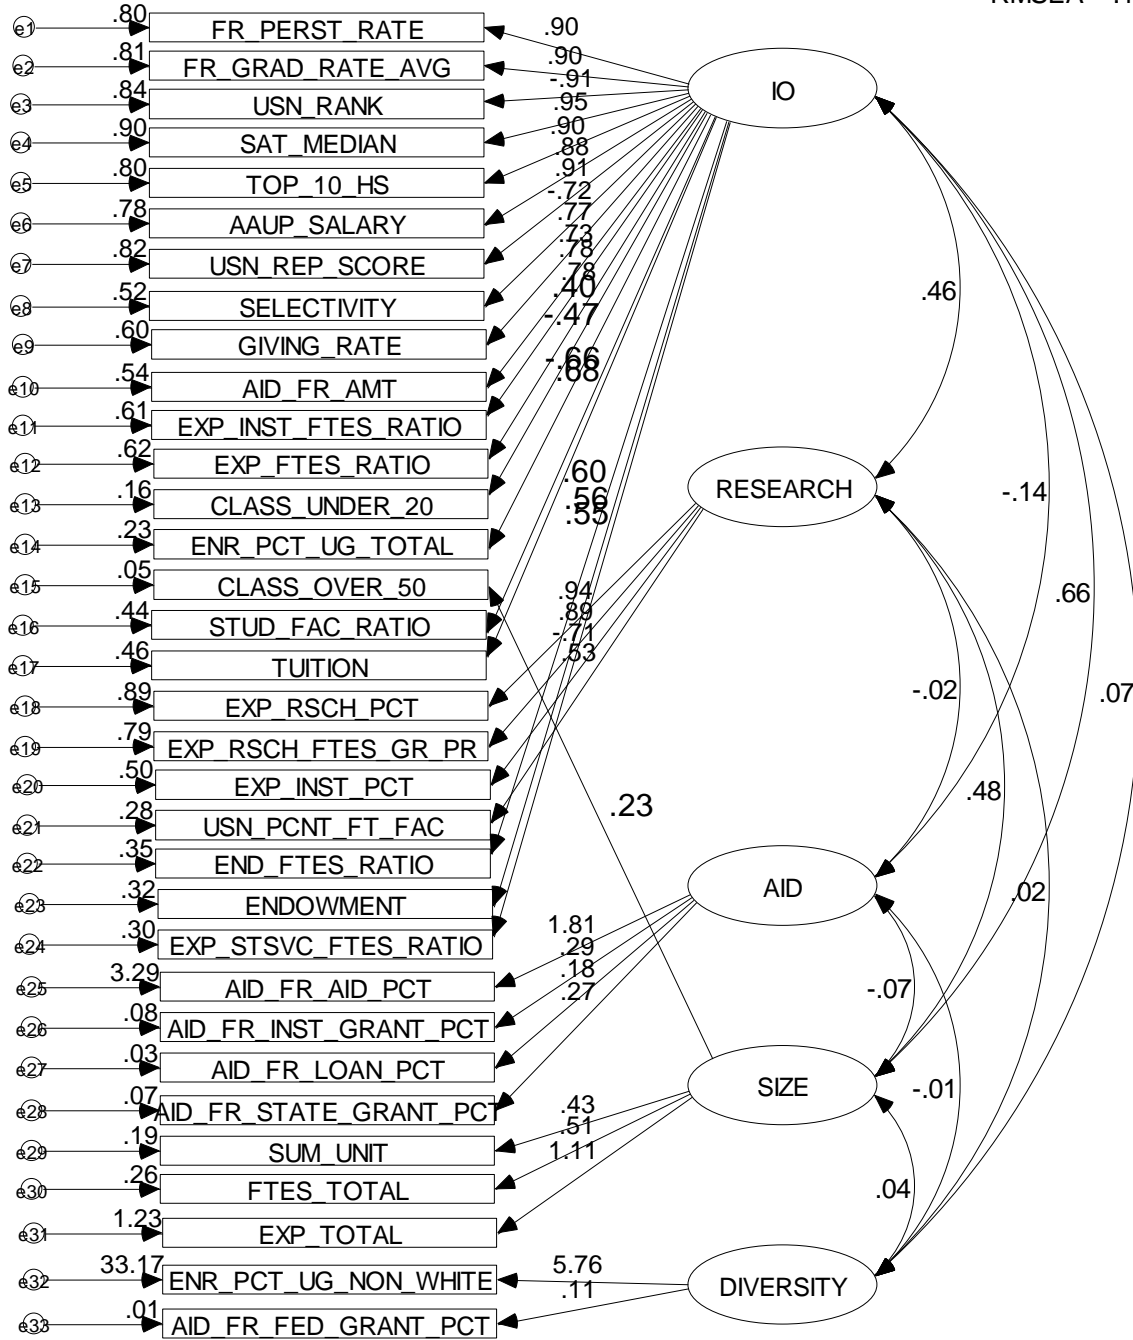 RMSEA
e1 .80 FR_PERST_RATE .90
e2 .81 FR_GRAD_RATE_AVG .90
e3 .84 USN_RANK -.91
e4 .90 SAT_MEDIAN .95
e5 .80 TOP_10_HS .90
e6 .78 AAUP_SALARY .88
e7 .82 USN_REP_SCORE .91
e8 .52 SELECTIVITY -.72
e9 .60 GIVING_RATE .77
e10 .54 AID_FR_AMT .73
e11 .61 EXP_INST_FTES_RATIO .78
e12 .62 EXP_FTES_RATIO .78
e13 .16 CLASS_UNDER_20 .40
e14 .23 ENR_PCT_UG_TOTAL -.47
e15 .05 CLASS_OVER_50 .23
e16 .44 STUD_FAC_RATIO -.66
e17 .46 TUITION .68
e18 .89 EXP_RSCH_PCT .94
e19 .79 EXP_RSCH_FTES_GR_PR .89
e20 .50 EXP_INST_PCT -.71
e21 .28 USN_PCNT_FT_FAC .53
e22 .35 END_FTES_RATIO .60
e23 .32 ENDOWMENT .56
e24 .30 EXP_STSVC_FTES_RATIO .55
e25 3.29 AID_FR_AID_PCT 1.81
e26 .08 AID_FR_INST_GRANT_PCT .29
e27 .03 AID_FR_LOAN_PCT .18
e28 .07 AID_FR_STATE_GRANT_PCT .27
e29 .19 SUM_UNIT .43
e30 .26 FTES_TOTAL .51
e31 1.23 EXP_TOTAL 1.11
e32 33.17 ENR_PCT_UG_NON_WHITE 5.76
e33 .01 AID_FR_FED_GRANT_PCT .11
IO
RESEARCH
AID
SIZE
DIVERSITY
.46
-.14
.66
.07
-.02
.48
.02
-.07
-.01
.04